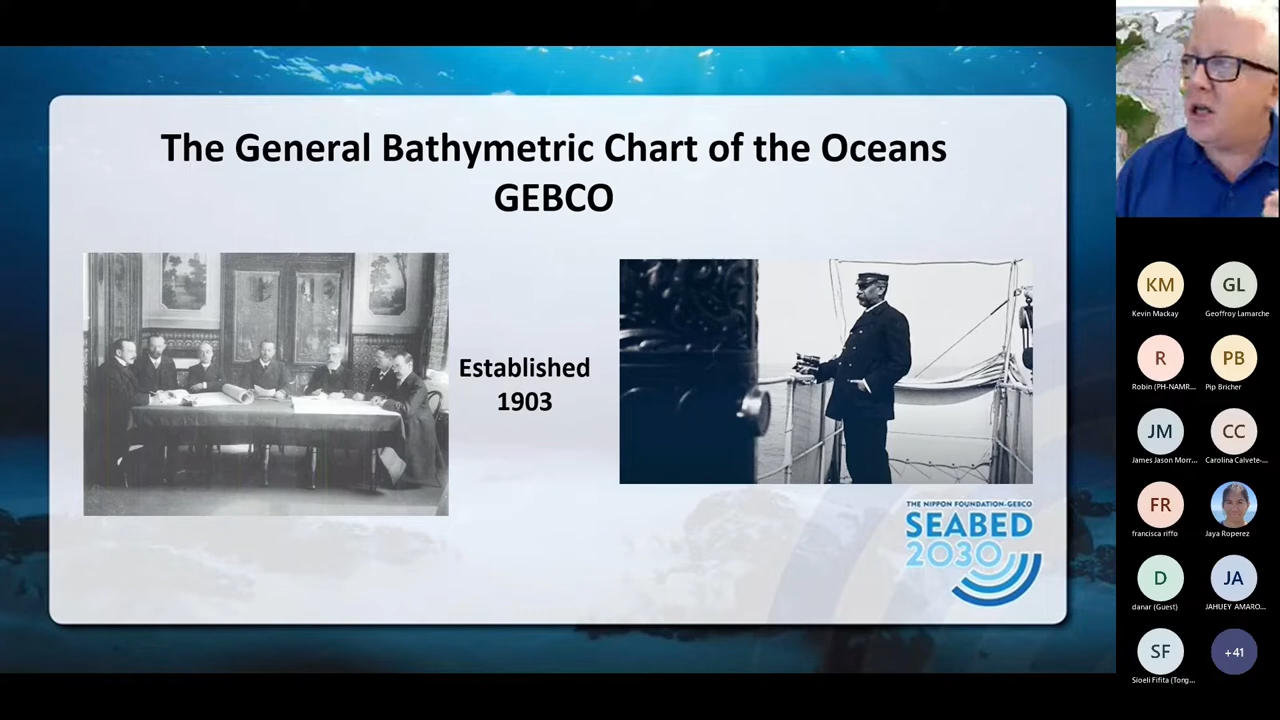 The General Bathymetric Chart of the Oceans
GEBCO
Established
1903
THE NIPPON FOUNDATION-GEBCO
SEABED
2030
KM
GL
Kevin Mackay
Geoffroy Lamarche
R
PB
Robin (PH-NAMR...
Pip Bricher
JM
CC
James Jason Morr...
Carolina Calvete-...
FR
francisca riffo
Jaya Roperez
D
JA
danar (Guest)
JAHUEY AMARO...
SF
+41
Sioeli Fifita (Tong...